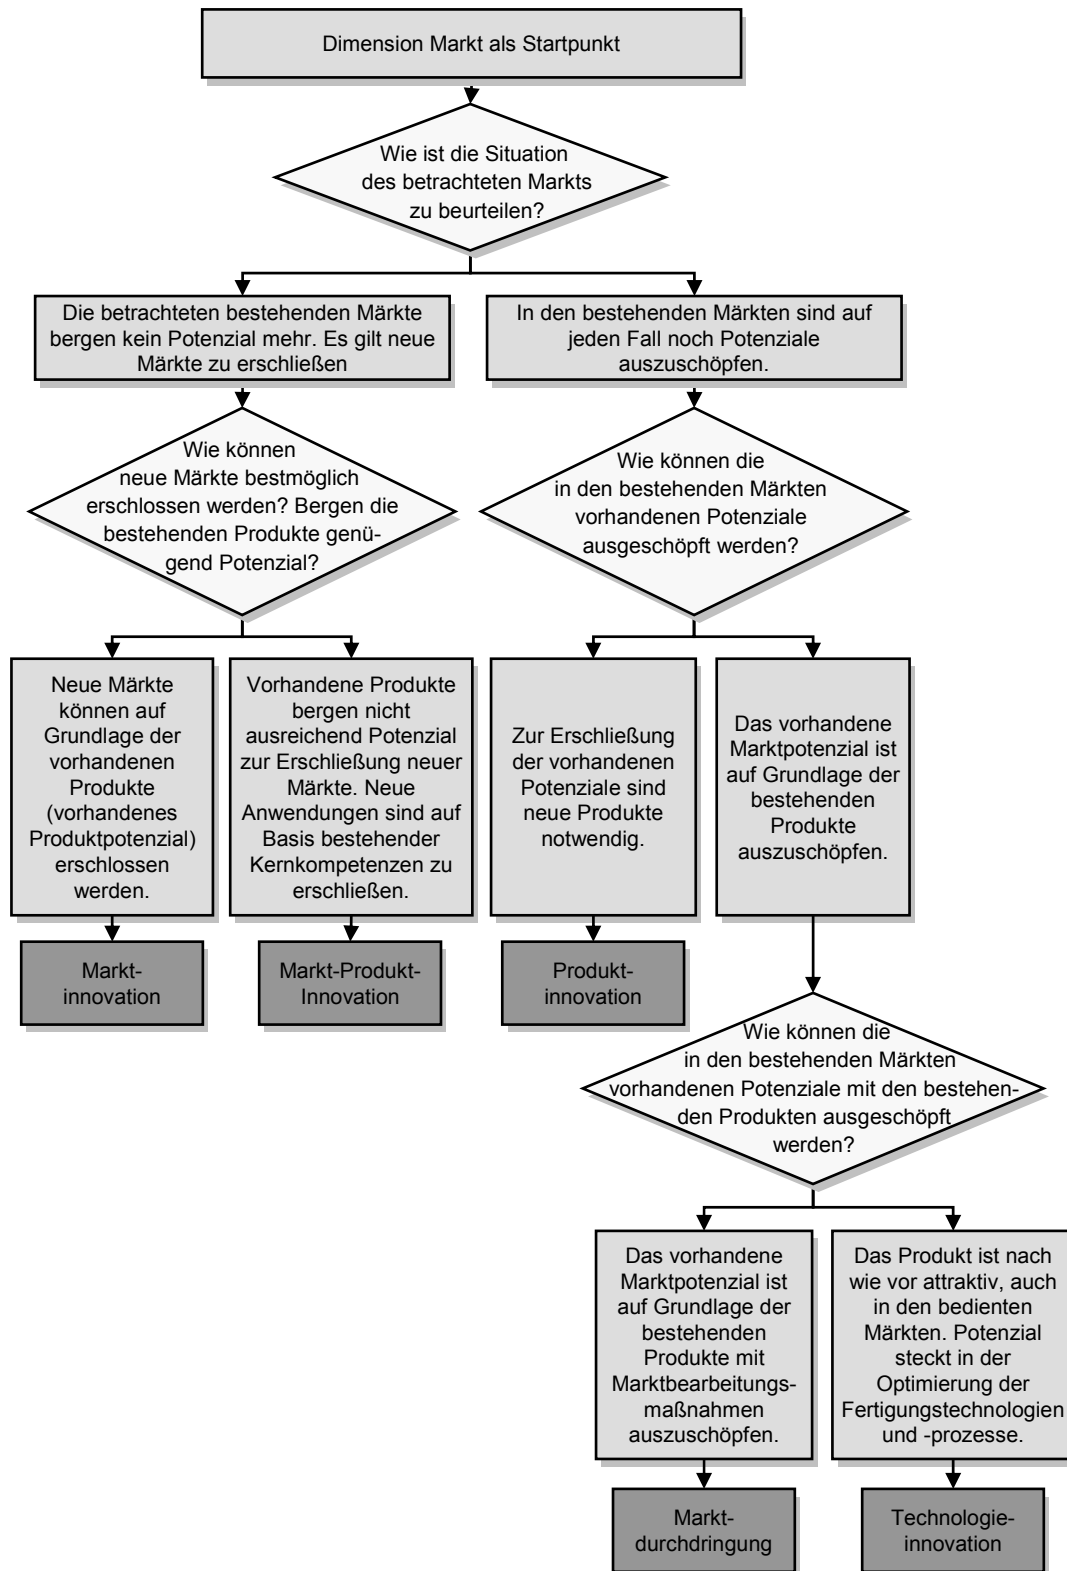 Dimension Markt als Startpunkt
Wie ist die Situation
des betrachteten Markts
zu beurteilen?
Die betrachteten bestehenden Märkte
bergen kein Potenzial mehr. Es gilt neue
Märkte zu erschließen
In den bestehenden Märkten sind auf
jeden Fall noch Potenziale
auszuschöpfen.
Wie können
neue Märkte bestmöglich
erschlossen werden? Bergen die
bestehenden Produkte genü-
gend Potenzial?
Wie können die
in den bestehenden Märkten
vorhandenen Potenziale
ausgeschöpft werden?
Neue Märkte
können auf
Grundlage der
vorhandenen
Produkte
(vorhandenes
Produktpotenzial)
erschlossen
werden.
Vorhandene Produkte
bergen nicht
ausreichend Potenzial
zur Erschließung neuer
Märkte. Neue
Anwendungen sind auf
Basis bestehender
Kernkompetenzen zu
erschließen.
Zur Erschließung
der vorhandenen
Potenziale sind
neue Produkte
notwendig.
Das vorhandene
Marktpotenzial ist
auf Grundlage der
bestehenden
Produkte
auszuschöpfen.
Markt-
innovation
Markt-Produkt-
Innovation
Produkt-
innovation
Wie können die
in den bestehenden Märkten
vorhandenen Potenziale mit den bestehen-
den Produkten ausgeschöpft
werden?
Das vorhandene
Marktpotenzial ist
auf Grundlage der
bestehenden
Produkte mit
Marktbearbeitungs-
maßnahmen
auszuschöpfen.
Das Produkt ist nach
wie vor attraktiv, auch
in den bedienten
Märkten. Potenzial
steckt in der
Optimierung der
Fertigungstechnologien
und -prozesse.
Markt-
durchdringung
Technologie-
innovation